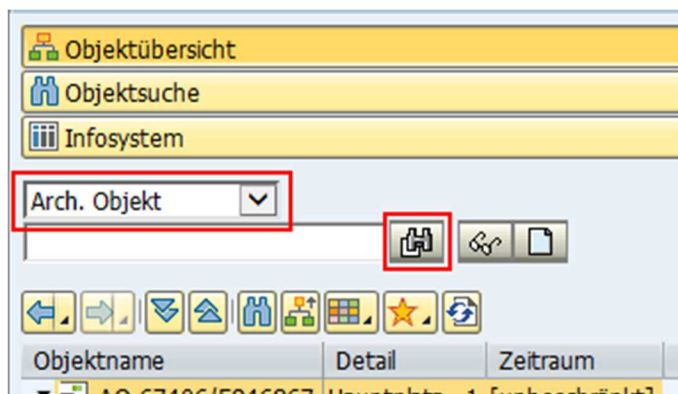 Objektübersicht
Objektsuche
Infosystem
Arch. Objekt
Objektname Detail Zeitraum